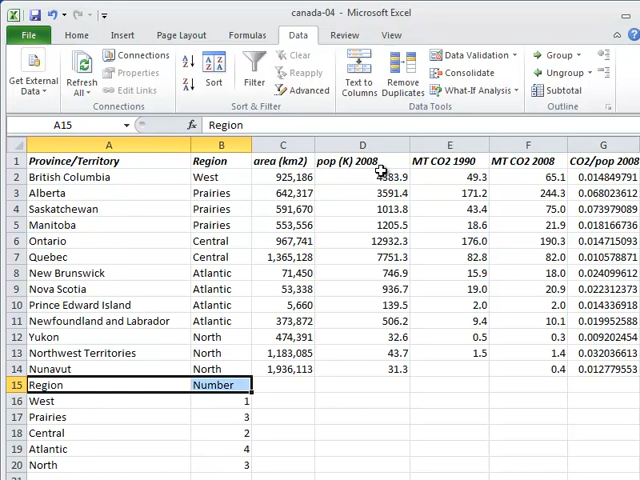 canada-04 - Microsoft Excel
File Home Insert Page Layout Formulas Data Review View
Get External Data
Refresh All
Connections
Properties
Edit Links
Connections
Sort
Filter
Clear
Reapply
Advanced
Sort & Filter
Text to Columns
Remove Duplicates
Data Validation
Consolidate
What-If Analysis
Data Tools
Group
Ungroup
Subtotal
Outline
A15 fx Region
A B C D E F G
1 Province/Territory Region area (km2) pop (K) 2008 MT CO2 1990 MT CO2 2008 CO2/pop 2008
2 British Columbia West 925,186 4383.9 49.3 65.1 0.014849791
3 Alberta Prairies 642,317 3591.4 171.2 244.3 0.068023612
4 Saskatchewan Prairies 591,670 1013.8 43.4 75.0 0.073979089
5 Manitoba Prairies 553,556 1205.5 18.6 21.9 0.018166736
6 Ontario Central 967,741 12932.3 176.0 190.3 0.014715093
7 Quebec Central 1,365,128 7751.3 82.8 82.0 0.010578871
8 New Brunswick Atlantic 71,450 746.9 15.9 18.0 0.024099612
9 Nova Scotia Atlantic 53,338 936.7 19.0 20.9 0.022312373
10 Prince Edward Island Atlantic 5,660 139.5 2.0 2.0 0.014336918
11 Newfoundland and Labrador Atlantic 373,872 506.2 9.4 10.1 0.019952588
12 Yukon North 474,391 32.6 0.5 0.3 0.009202454
13 Northwest Territories North 1,183,085 43.7 1.5 1.4 0.032036613
14 Nunavut North 1,936,113 31.3 0.4 0.012779553
15 Region Number
16 West 1
17 Prairies 3
18 Central 2
19 Atlantic 4
20 North 3